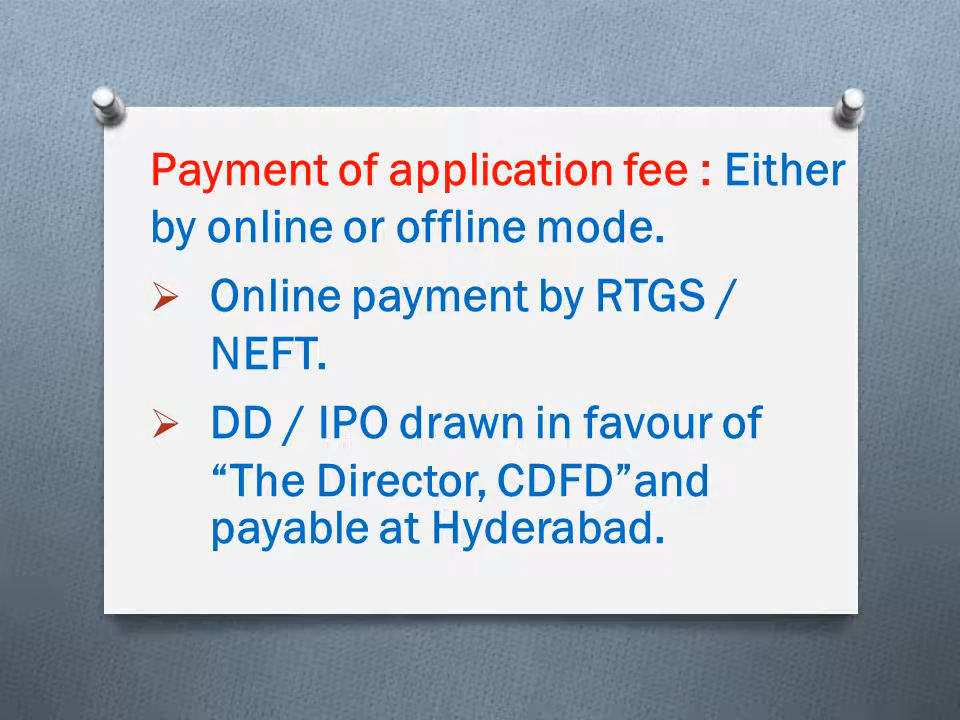 Payment of application fee : Either
by online or offline mode.
➢ Online payment by RTGS /
NEFT.
➢ DD / IPO drawn in favour of
“The Director, CDFD”and
payable at Hyderabad.